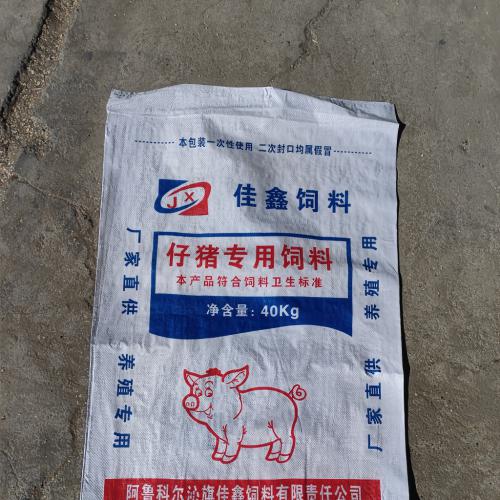 本包装一次性使用 二次封口均属假冒
JX
佳鑫饲料
厂家直供
养殖专用
仔猪专用饲料
本产品符合饲料卫生标准
净含量：40Kg
养殖专用
厂家直供
阿鲁科尔沁旗佳鑫饲料有限责任公司